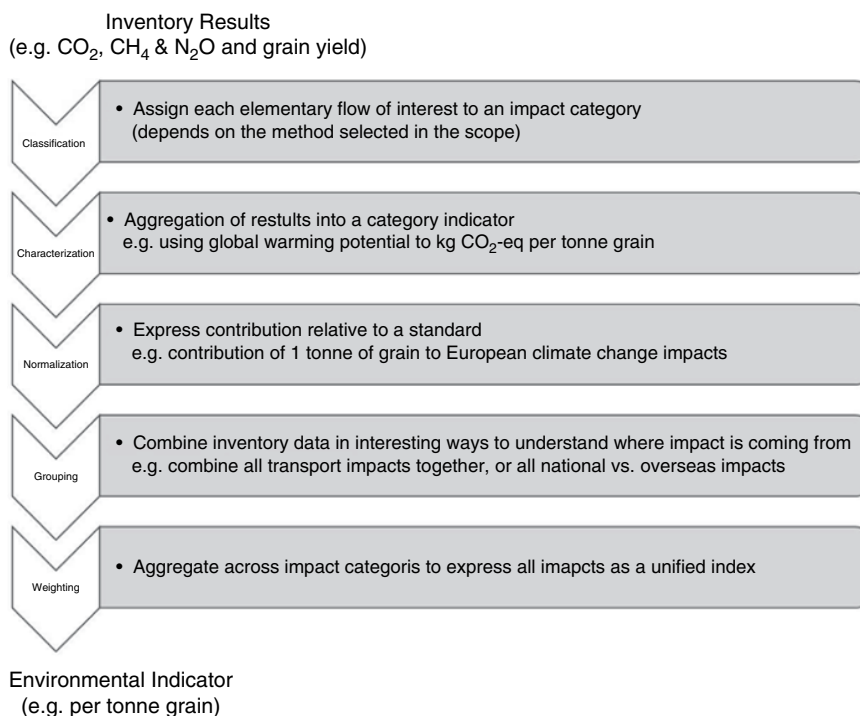 Inventory Results
(e.g. CO₂, CH₄ & N₂O and grain yield)
Classification
• Assign each elementary flow of interest to an impact category
(depends on the method selected in the scope)
Characterization
• Aggregation of restults into a category indicator
e.g. using global warming potential to kg CO₂-eq per tonne grain
Normalization
• Express contribution relative to a standard
e.g. contribution of 1 tonne of grain to European climate change impacts
Grouping
• Combine inventory data in interesting ways to understand where impact is coming from
e.g. combine all transport impacts together, or all national vs. overseas impacts
Weighting
• Aggregate across impact categoris to express all imapcts as a unified index
Environmental Indicator
(e.g. per tonne grain)